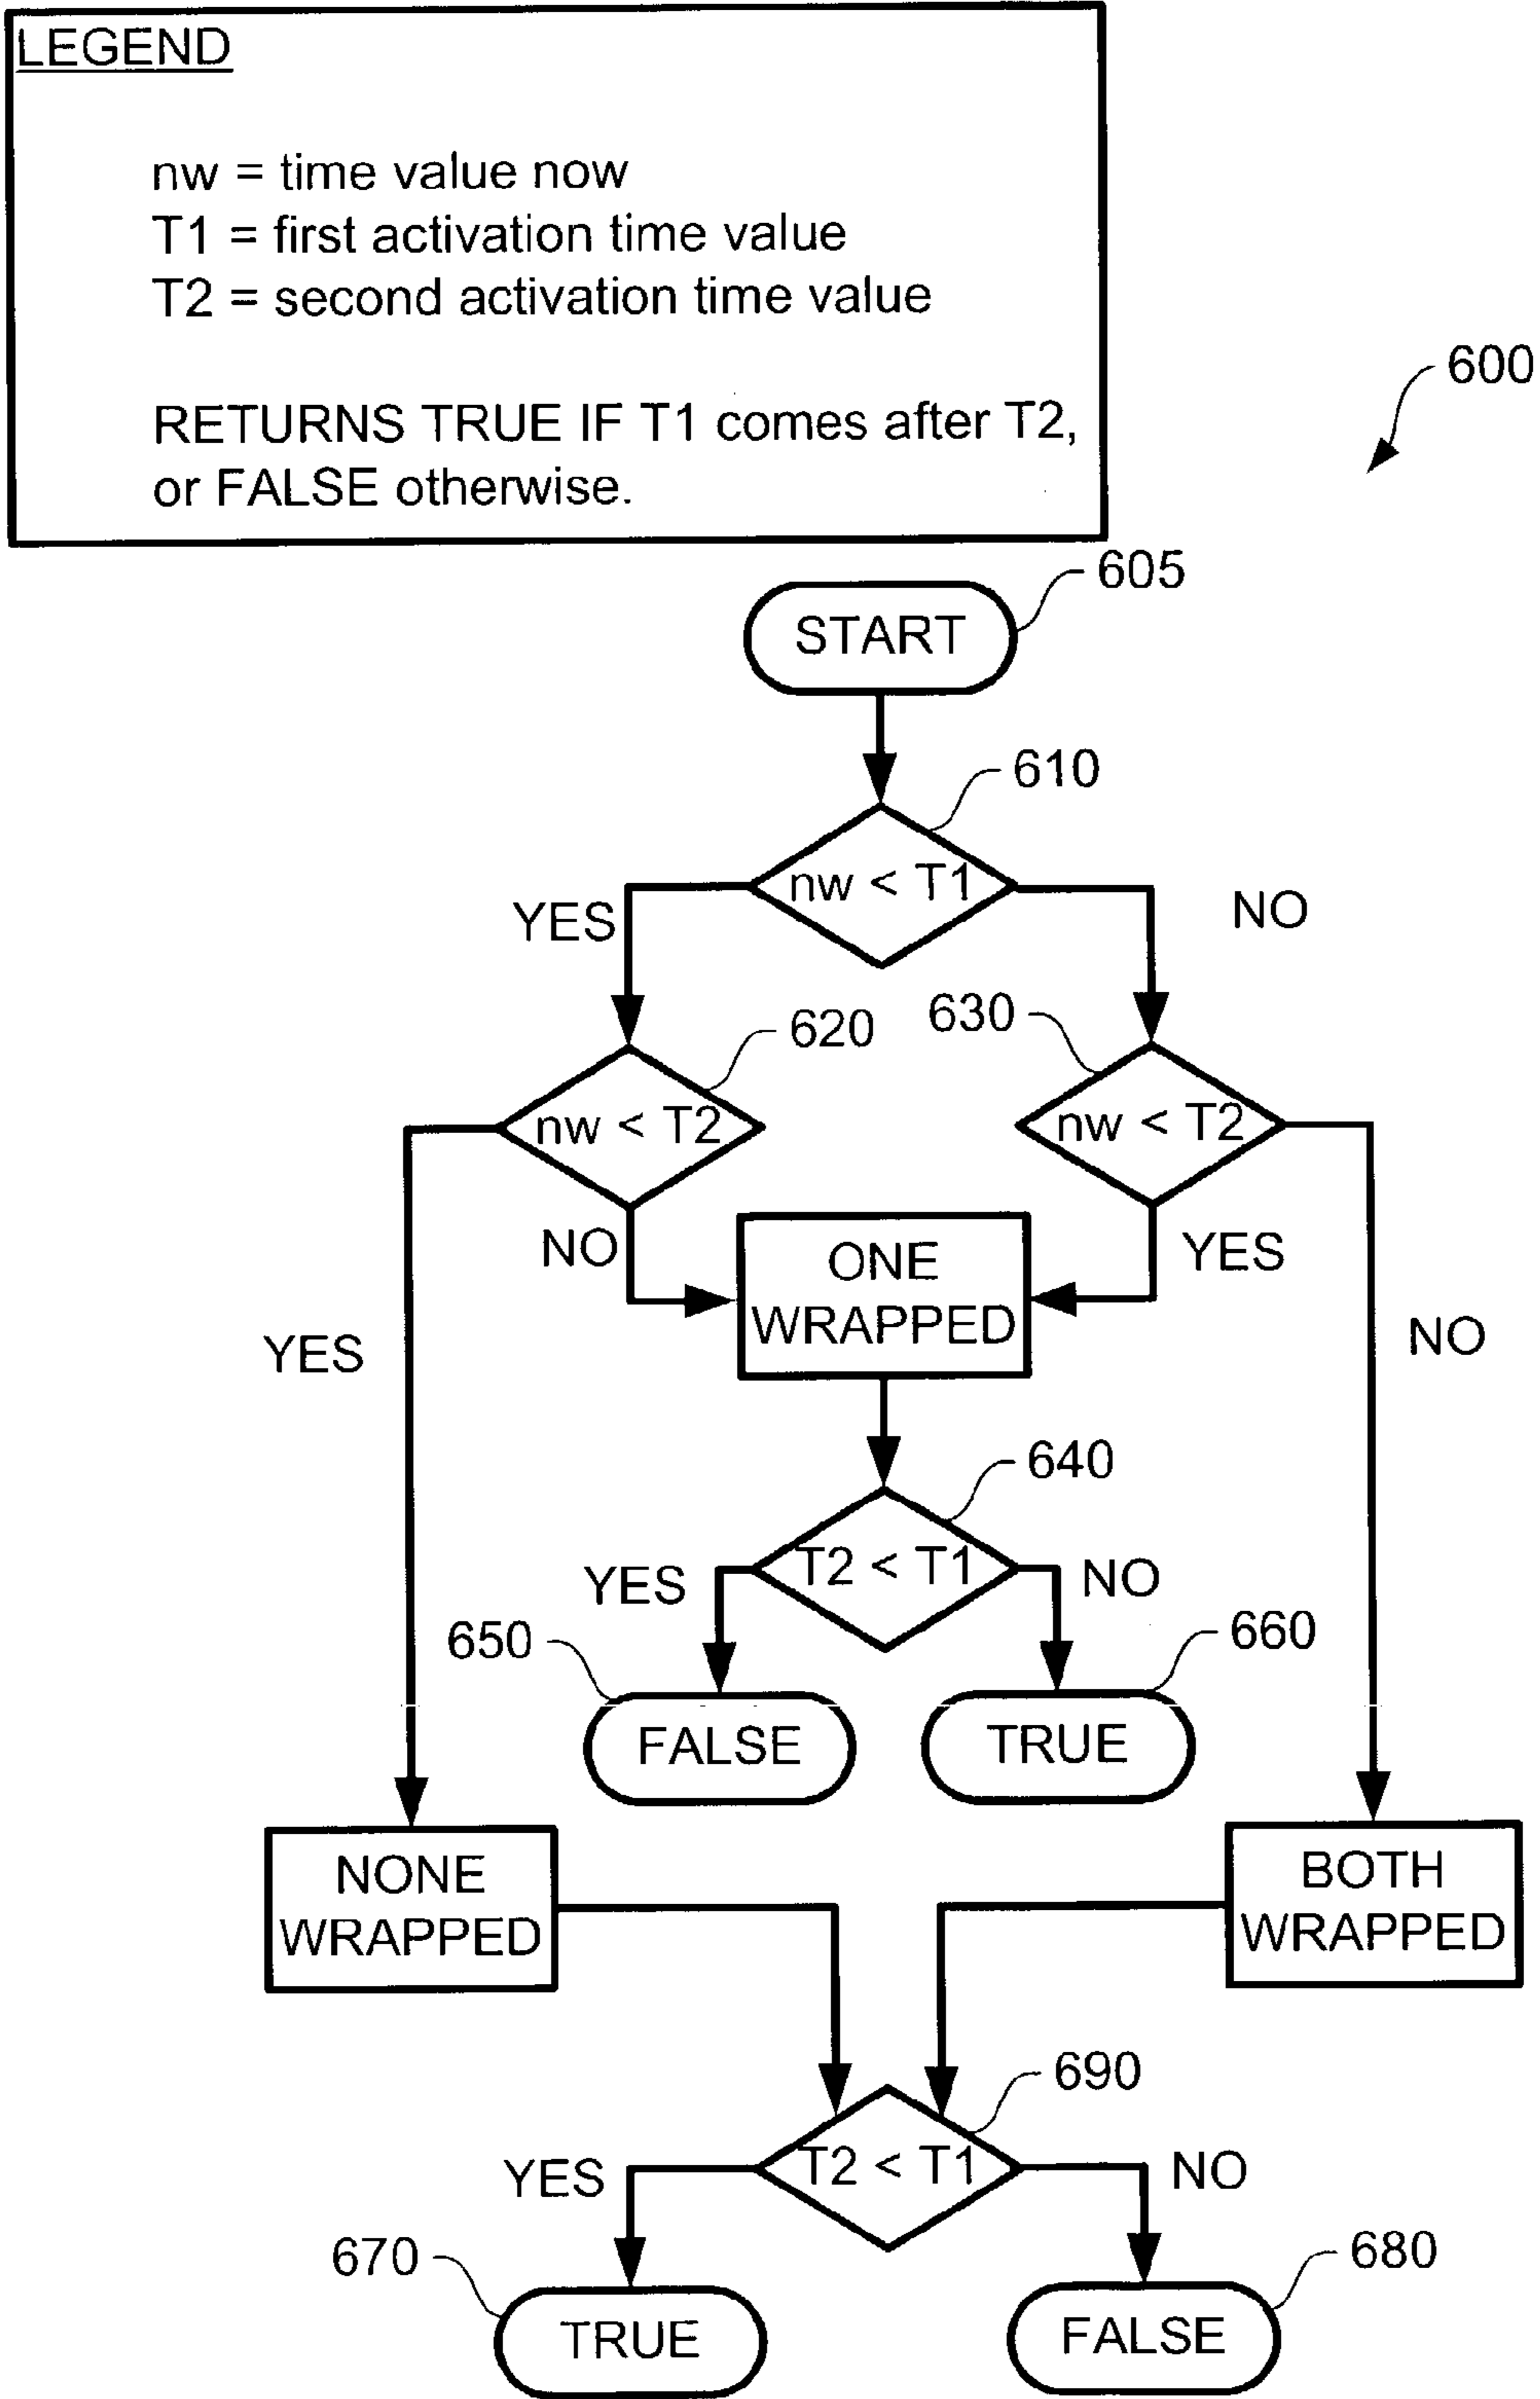 LEGEND
nw = time value now
T1 = first activation time value
T2 = second activation time value
RETURNS TRUE IF T1 comes after T2,
or FALSE otherwise.
600
605
START
610
nw < T1
YES
NO
620
630
nw < T2
nw < T2
NO
YES
ONE
WRAPPED
YES
NO
640
T2 < T1
YES
NO
650
660
FALSE
TRUE
NONE
WRAPPED
BOTH
WRAPPED
690
T2 < T1
YES
NO
670
680
TRUE
FALSE